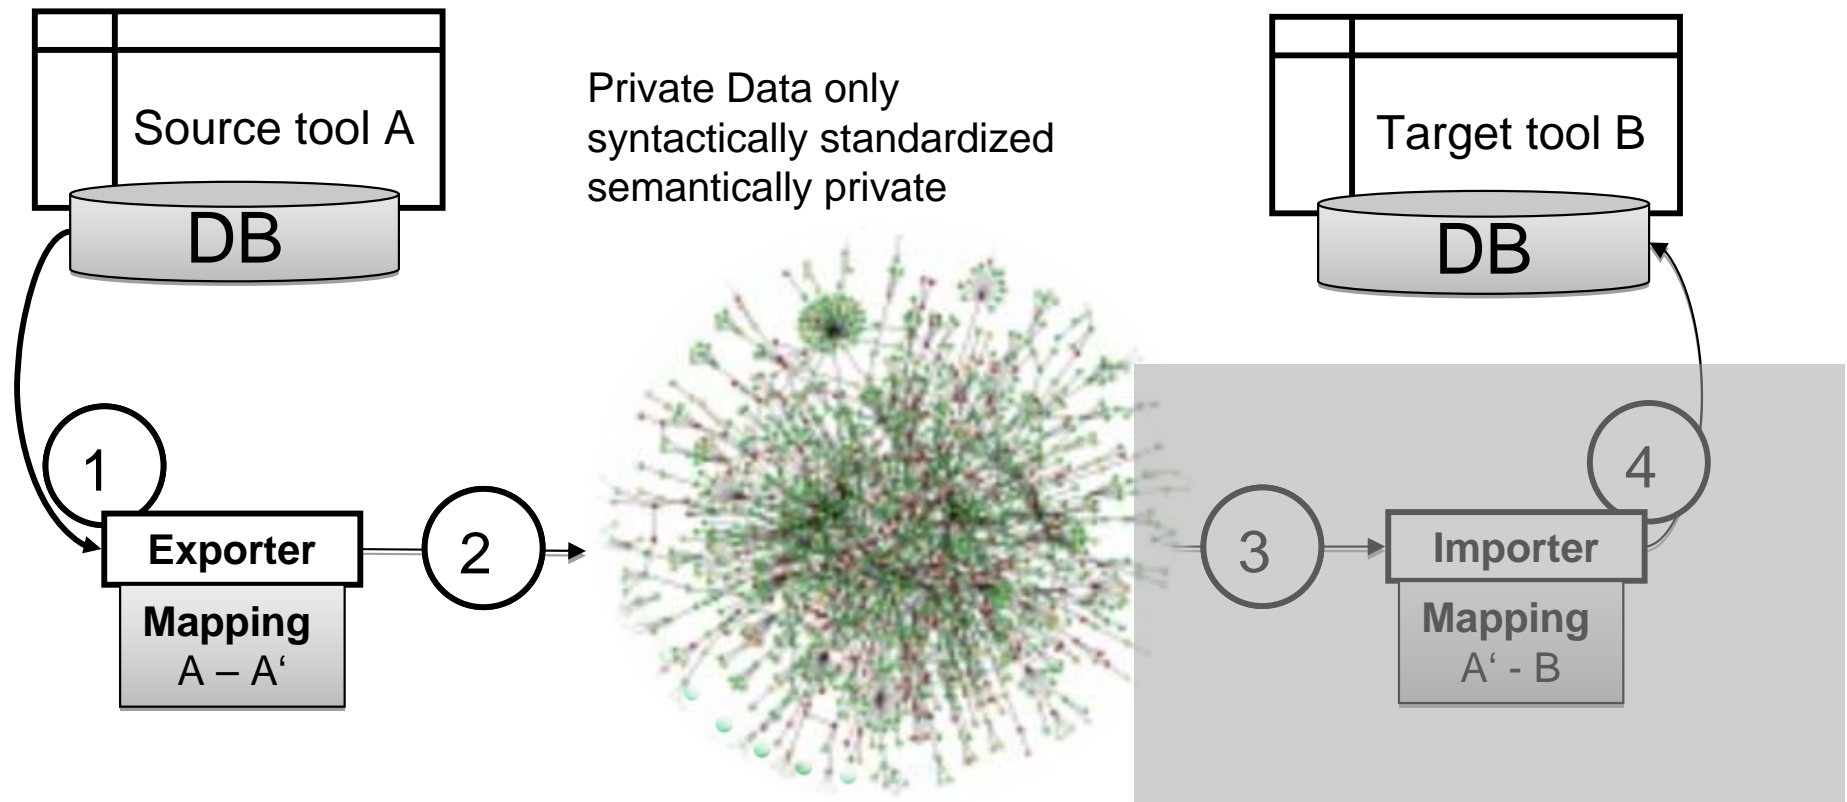 Source tool A
DB
Private Data only
syntactically standardized
semantically private
Target tool B
DB
1
Exporter
Mapping
A – A‘
2
3
4
Importer
Mapping
A‘ - B